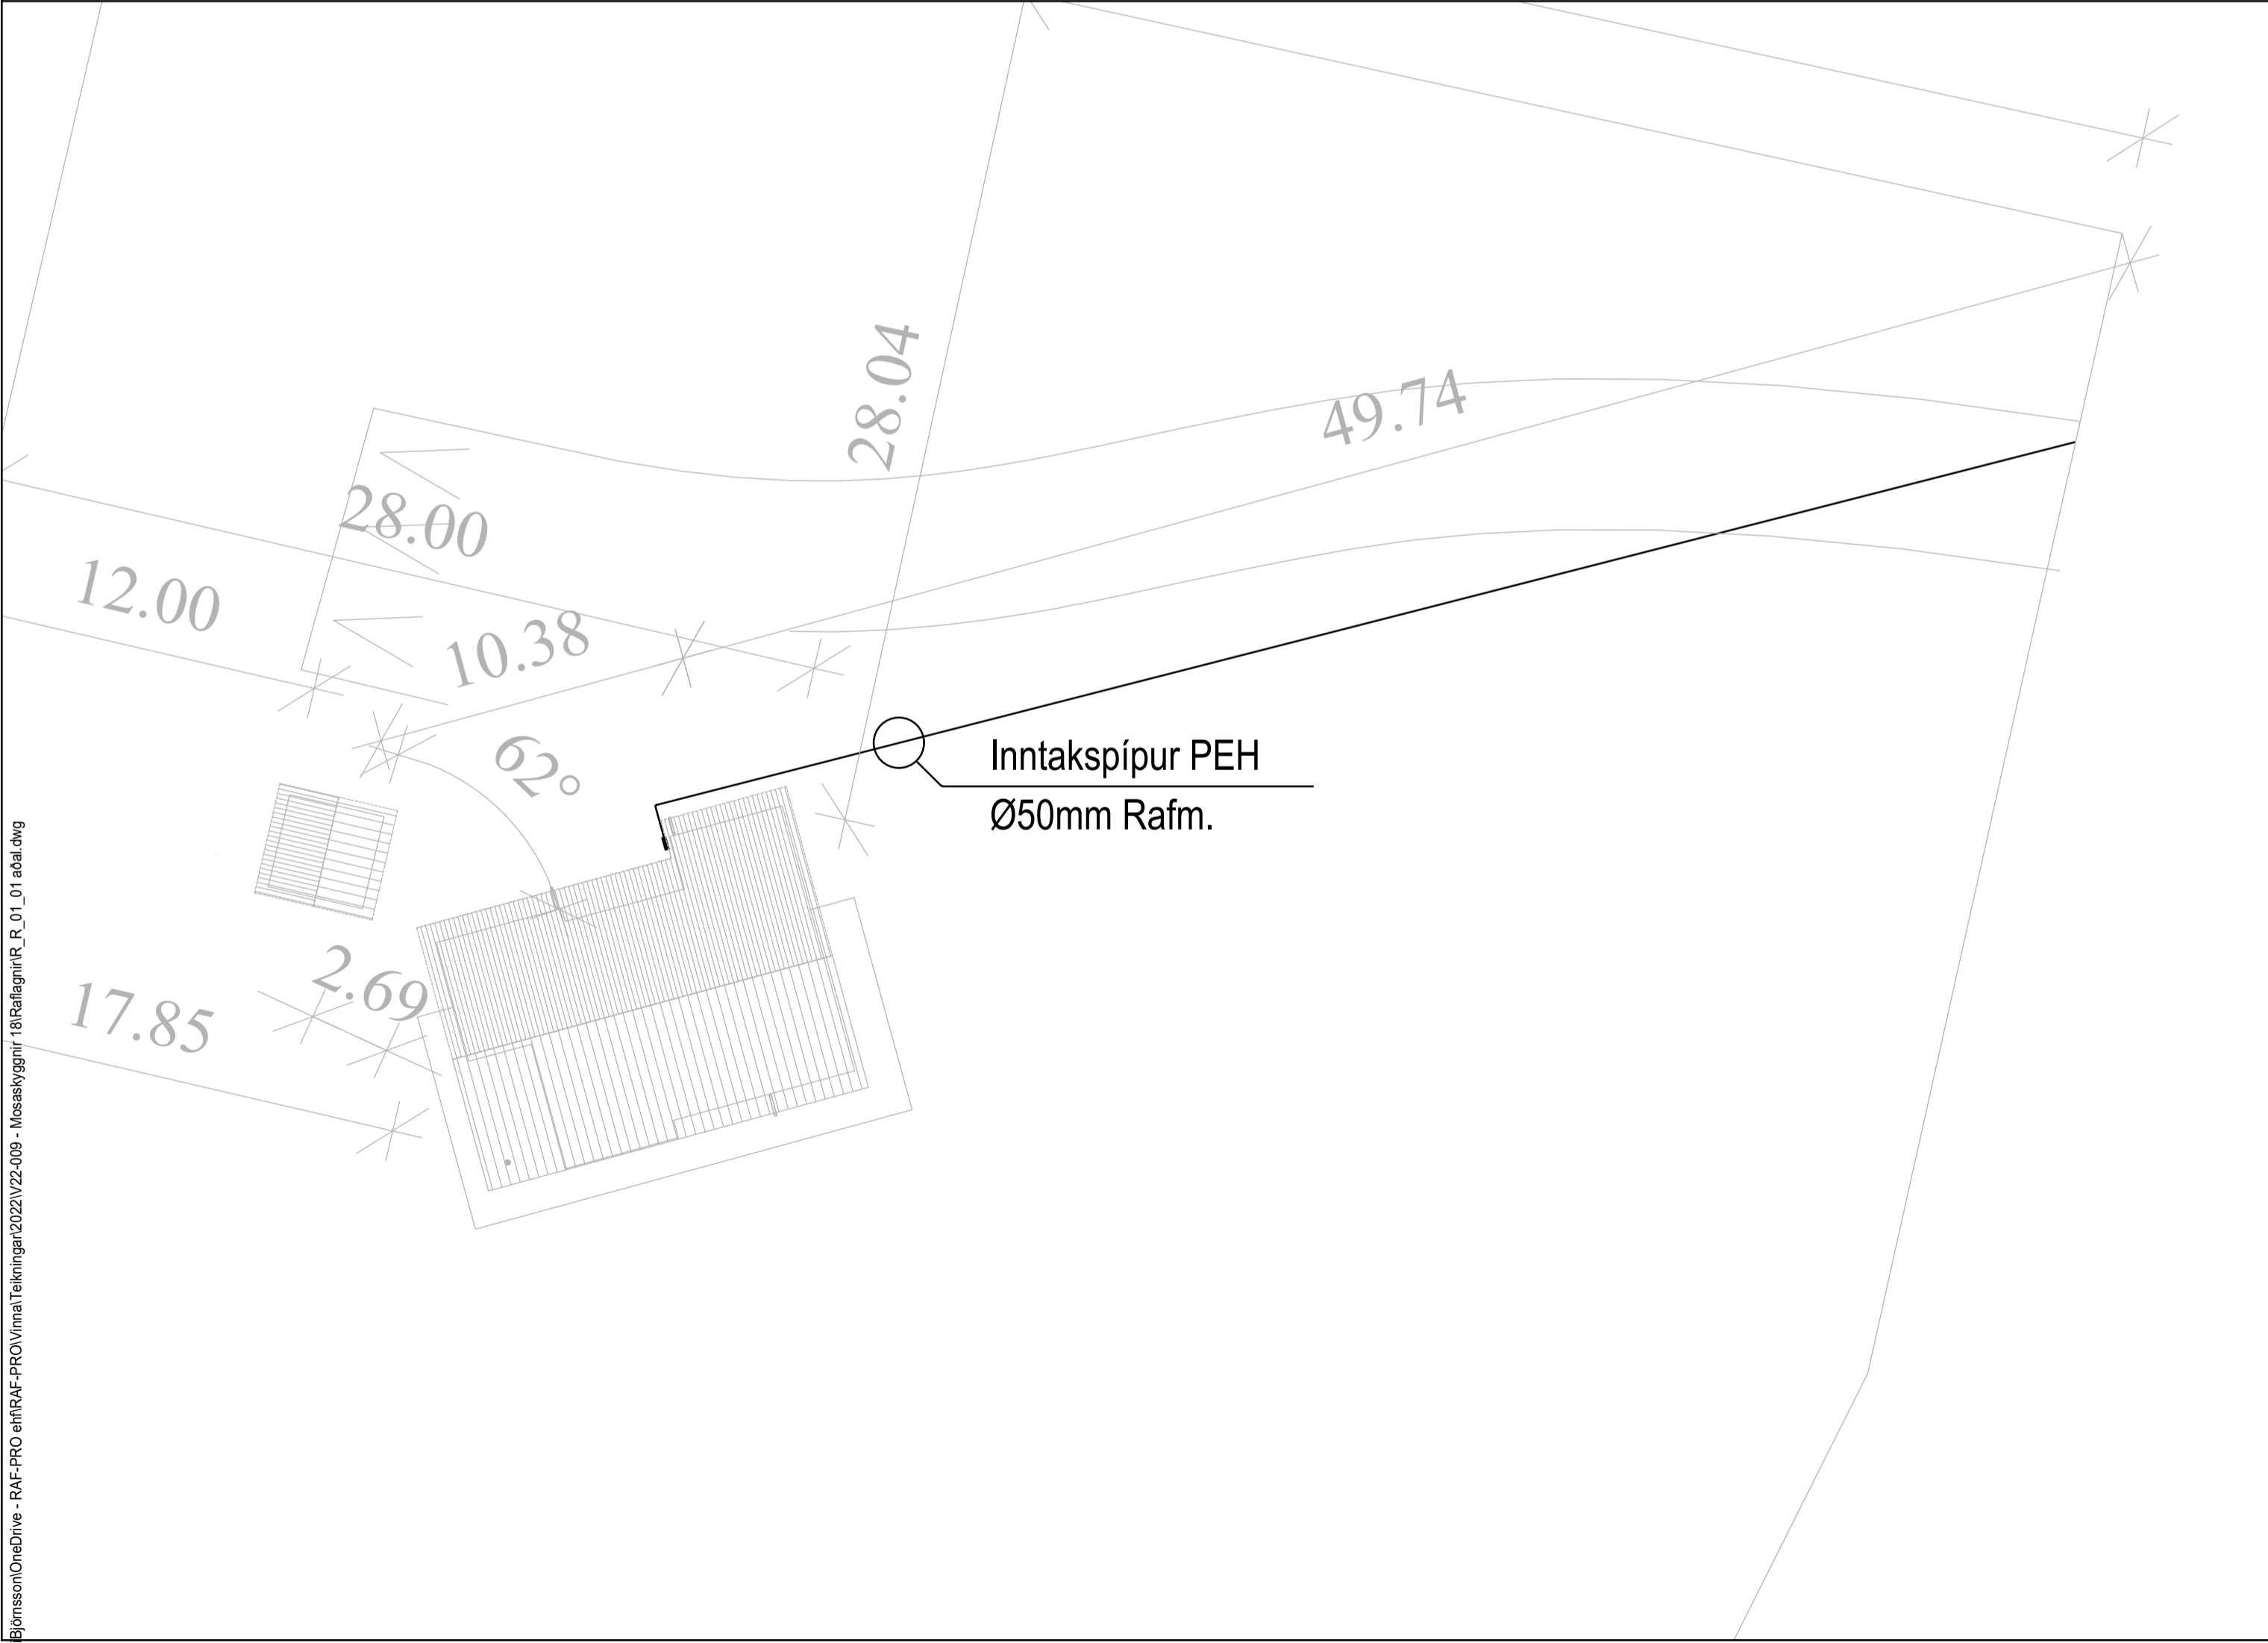 28.04
49.74
28.00
12.00
10.38
62°
Inntakspípur PEH
Ø50mm Rafm.
2.69
17.85
iBjörnsson\OneDrive - RAF-PRO ehf\RAF-PRO\Vinna\Teikningar\2022\V22-009 - Mosaskyggnir 18\Raflagnir\R_R_01_01 aðal.dwg